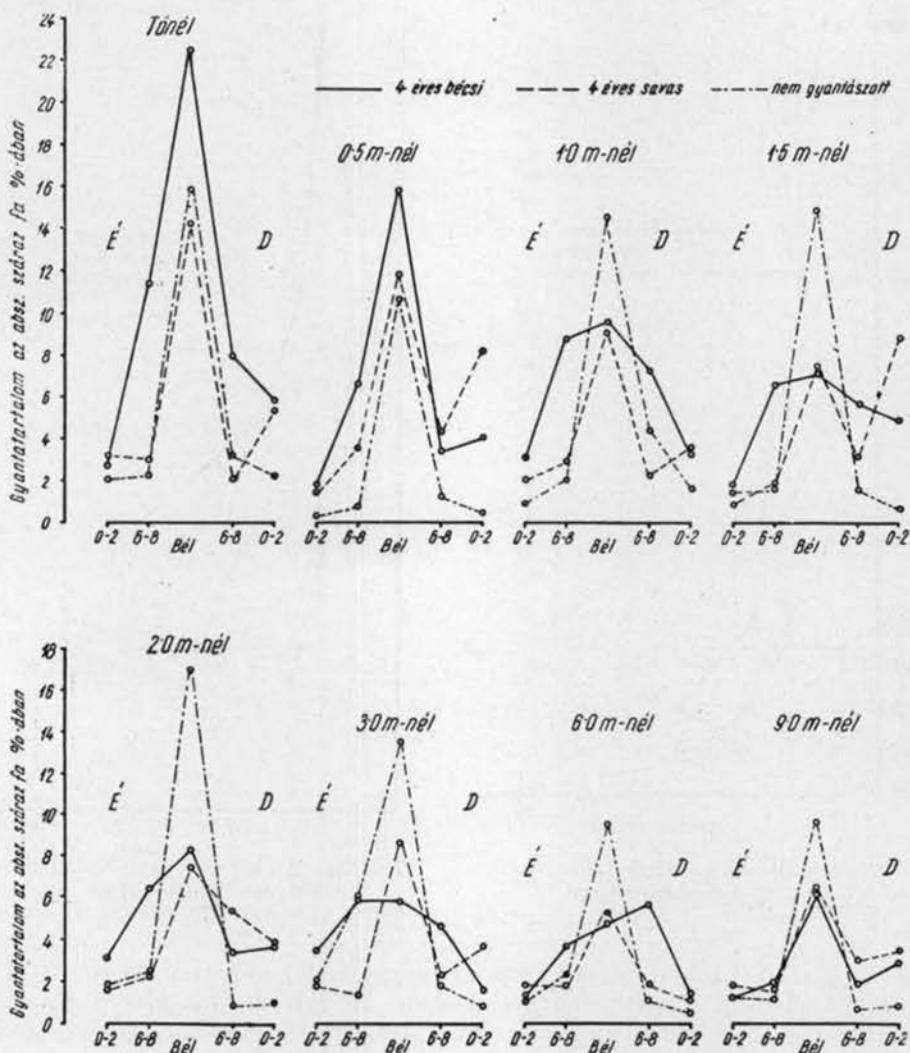 24
22
20
18
16
14
12
10
8
6
4
2
0
Gyantatartalom az absz. száraz fa %-dban
Tőnél
4 éves bécsi
4 éves savas
nem gyantászott
0·5 m-nél
1·0 m-nél
1·5 m-nél
É D
É D
É D
0-2 6-8 Bél 6-8 0-2
0-2 6-8 Bél 6-8 0-2
0-2 6-8 Bél 6-8 0-2
0-2 6-8 Bél 6-8 0-2
18
16
14
12
10
8
6
4
2
0
Gyantatartalom az absz. száraz fa %-dban
2·0 m-nél
3·0 m-nél
6·0 m-nél
9·0 m-nél
É D
É D
É D
É D
0-2 6-8 Bél 6-8 0-2
0-2 6-8 Bél 6-8 0-2
0-2 6-8 Bél 6-8 0-2
0-2 6-8 Bél 6-8 0-2